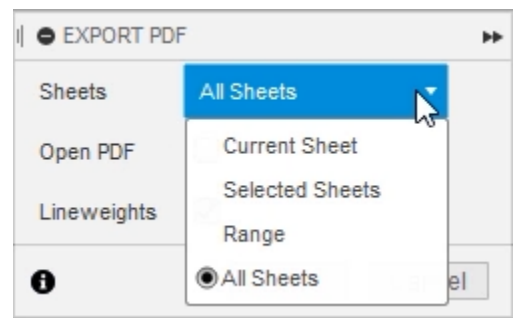 EXPORT PDF
Sheets All Sheets
Current Sheet
Open PDF
Selected Sheets
Lineweights
Range
All Sheets